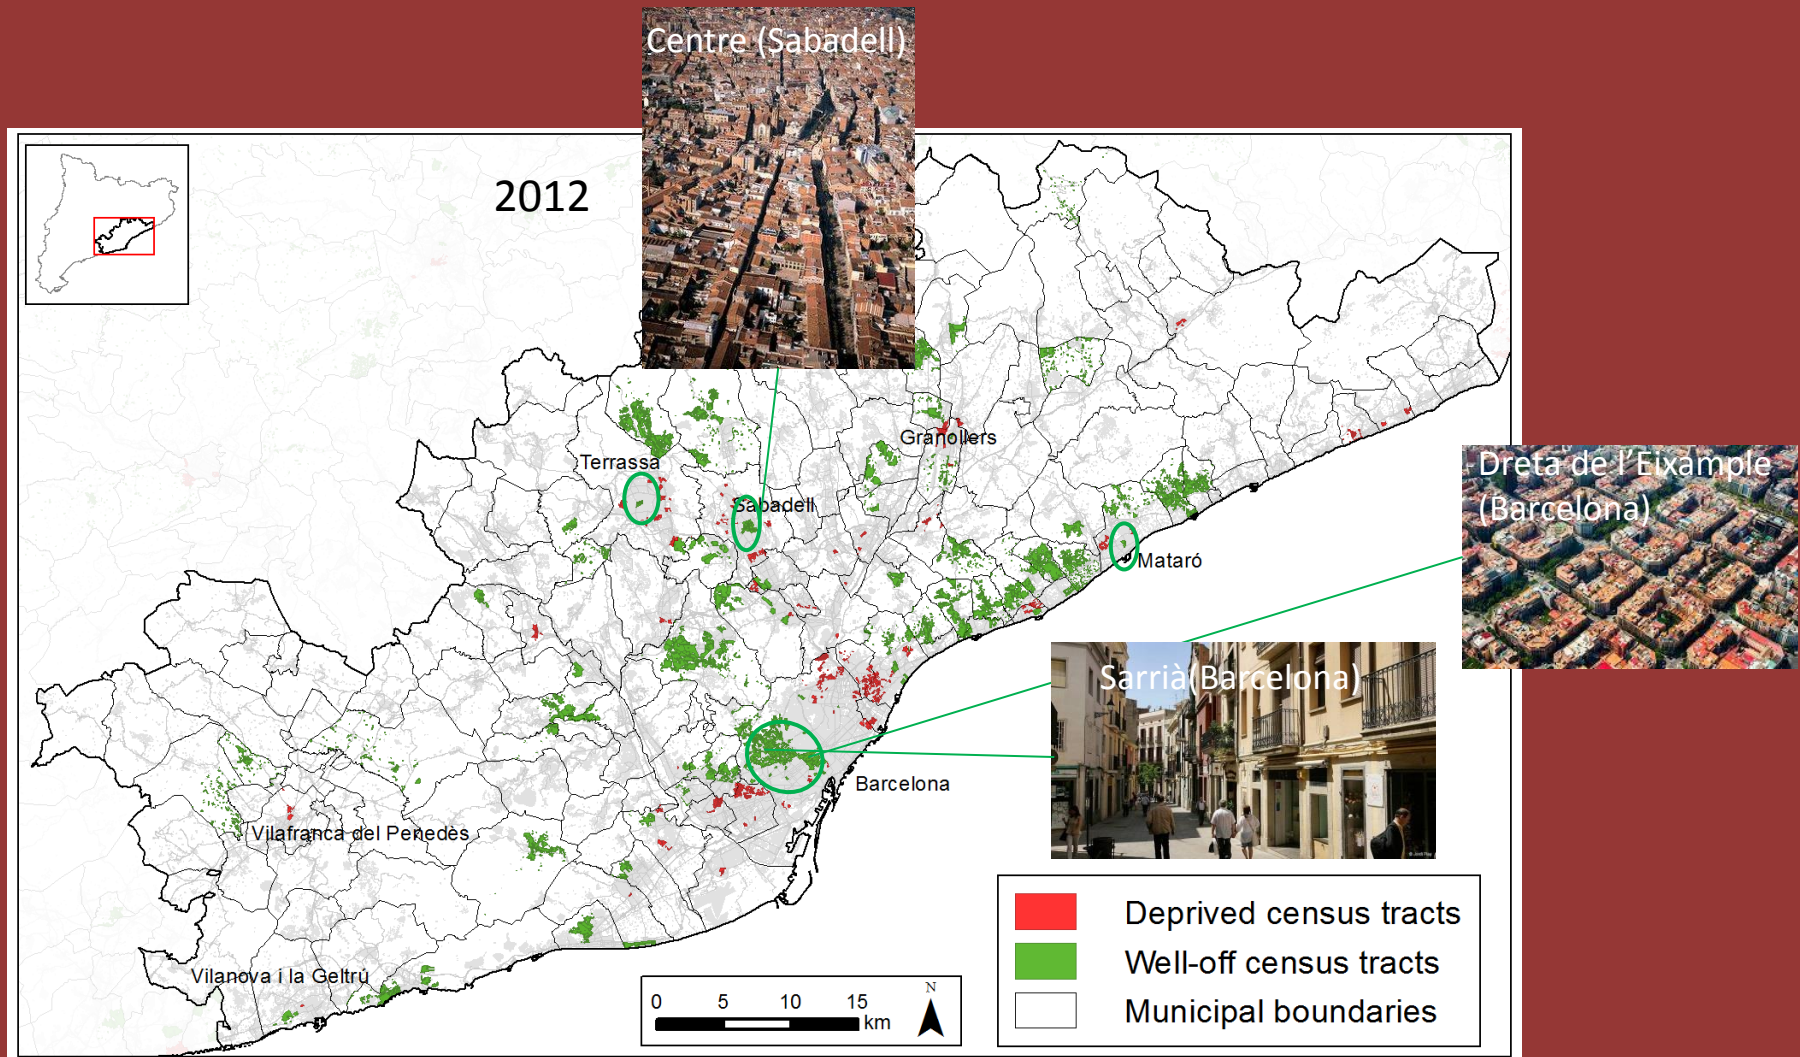 Centre (Sabadell)
2012
Granollers
Terrassa
Sabadell
Dreta de l'Eixample
(Barcelona)
Mataró
Sarrià(Barcelona)
Barcelona
Vilafranca del Penedès
Vilanova i la Geltrú
Deprived census tracts
Well-off census tracts
Municipal boundaries
0 5 10 15
km
N